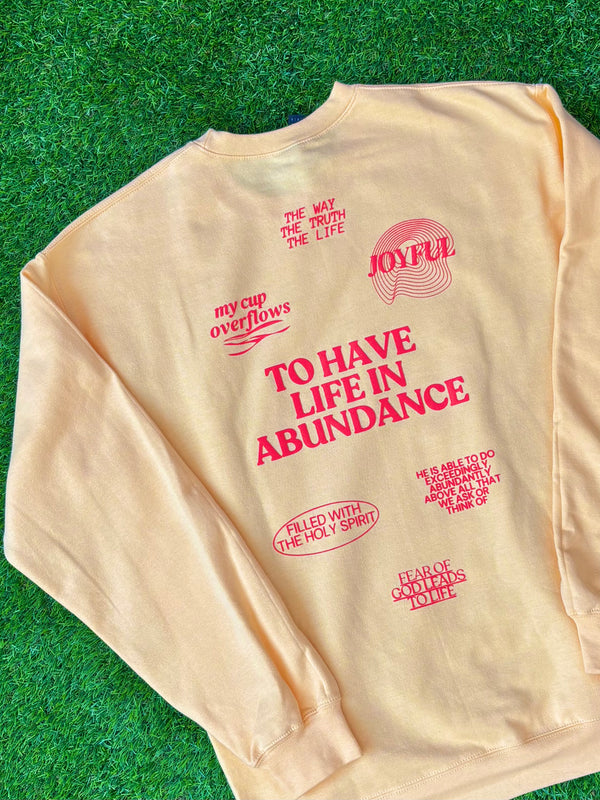 THE WAY
THE TRUTH
THE LIFE
JOYFUL
my cup
overflows
TO HAVE
LIFE IN
ABUNDANCE
HE IS ABLE TO DO
EXCEEDINGLY,
ABUNDANTLY
ABOVE ALL THAT
WE ASK OR
THINK OF
FILLED WITH
THE HOLY SPIRIT
FEAR OF
GOD LEADS
TO LIFE